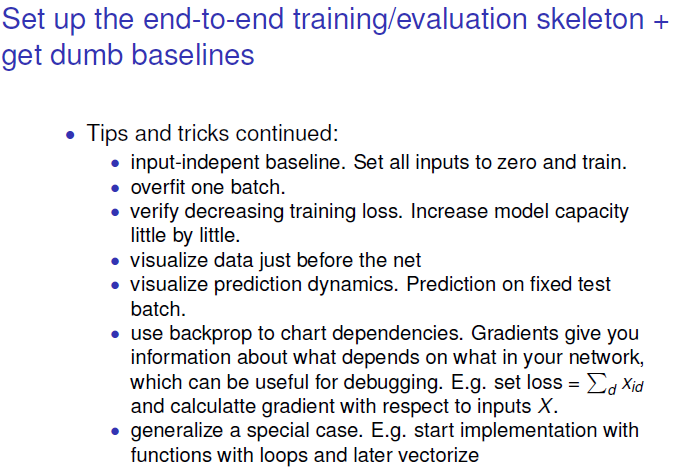 Set up the end-to-end training/evaluation skeleton +
get dumb baselines
• Tips and tricks continued:
• input-indepent baseline. Set all inputs to zero and train.
• overfit one batch.
• verify decreasing training loss. Increase model capacity
little by little.
• visualize data just before the net
• visualize prediction dynamics. Prediction on fixed test
batch.
• use backprop to chart dependencies. Gradients give you
information about what depends on what in your network,
which can be useful for debugging. E.g. set loss = ∑d xid
and calculatte gradient with respect to inputs X.
• generalize a special case. E.g. start implementation with
functions with loops and later vectorize